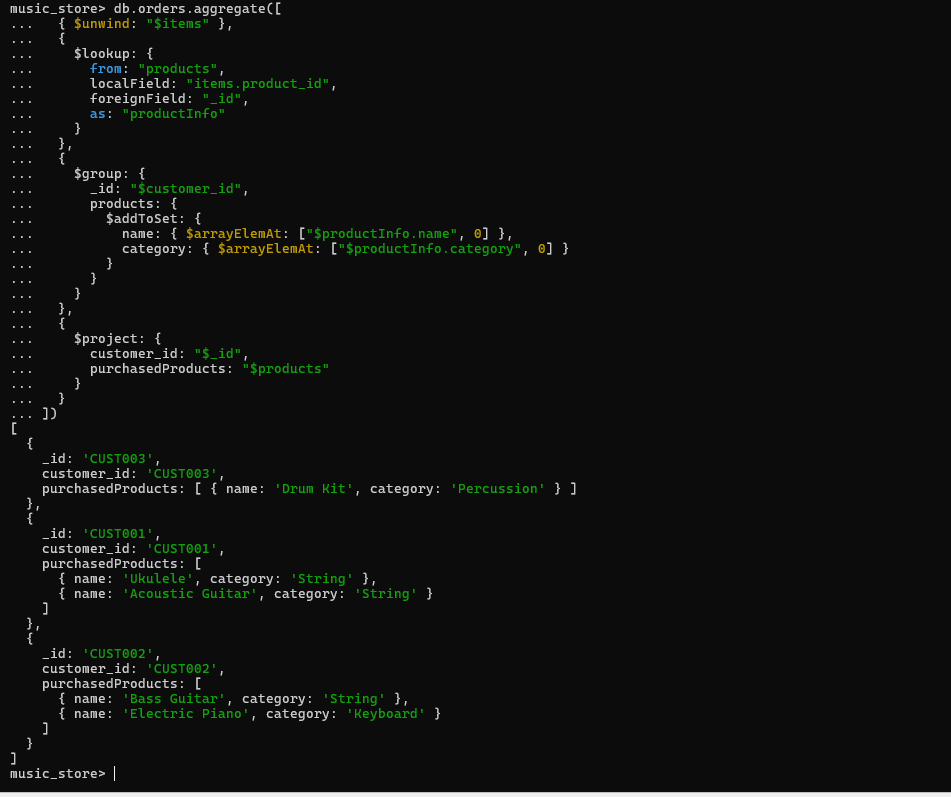 music_store> db.orders.aggregate([
...   { $unwind: "$items" },
...   {
...     $lookup: {
...       from: "products",
...       localField: "items.product_id",
...       foreignField: "_id",
...       as: "productInfo"
...     }
...   },
...   {
...     $group: {
...       _id: "$customer_id",
...       products: {
...         $addToSet: {
...           name: { $arrayElemAt: ["$productInfo.name", 0] },
...           category: { $arrayElemAt: ["$productInfo.category", 0] }
...         }
...       }
...     }
...   },
...   {
...     $project: {
...       customer_id: "$_id",
...       purchasedProducts: "$products"
...     }
...   }
... ])
[
  {
    _id: 'CUST003',
    customer_id: 'CUST003',
    purchasedProducts: [ { name: 'Drum Kit', category: 'Percussion' } ]
  },
  {
    _id: 'CUST001',
    customer_id: 'CUST001',
    purchasedProducts: [
      { name: 'Ukulele', category: 'String' },
      { name: 'Acoustic Guitar', category: 'String' }
    ]
  },
  {
    _id: 'CUST002',
    customer_id: 'CUST002',
    purchasedProducts: [
      { name: 'Bass Guitar', category: 'String' },
      { name: 'Electric Piano', category: 'Keyboard' }
    ]
  }
]
music_store>